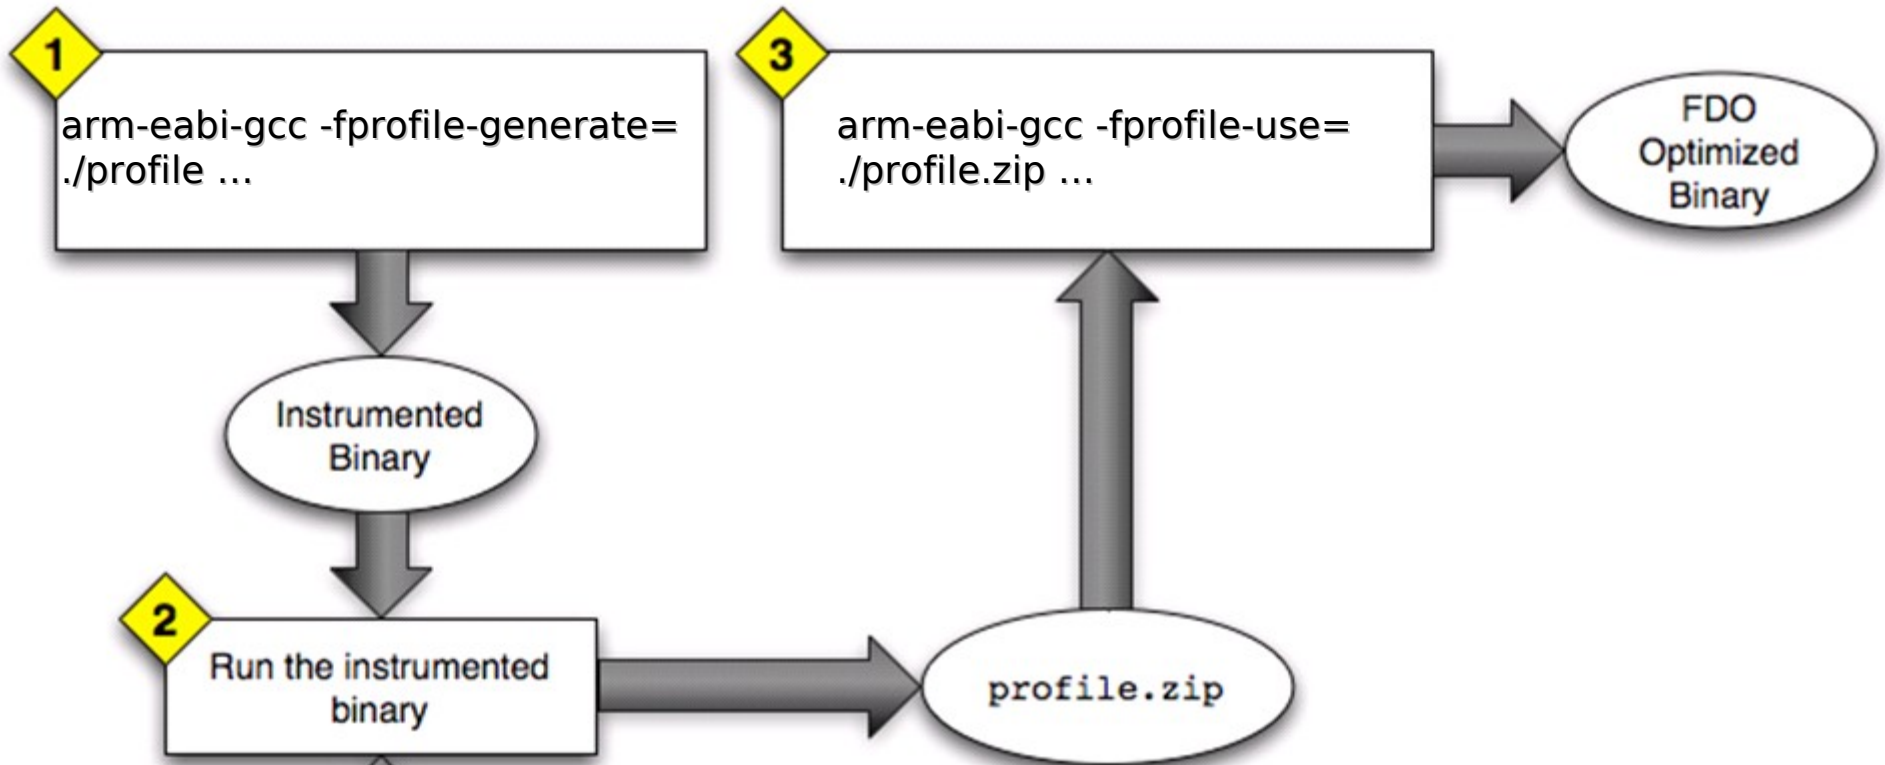 1
arm-eabi-gcc -fprofile-generate=
./profile ...
Instrumented
Binary
2
Run the instrumented
binary
profile.zip
3
arm-eabi-gcc -fprofile-use=
./profile.zip ...
FDO
Optimized
Binary